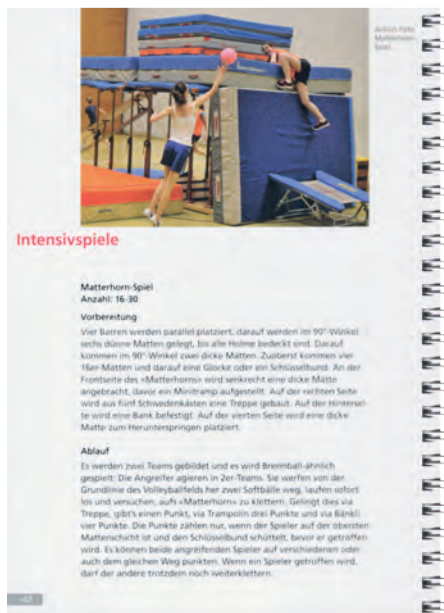 Action-Foto
Matterhorn-
Spiel.
Intensivspiele
Matterhorn-Spiel
Anzahl: 16-30
Vorbereitung
Vier Barren werden parallel platziert, darauf werden im 90°-Winkel
sechs dünne Matten gelegt, bis alle Holme bedeckt sind. Darauf
kommen im 90°-Winkel zwei dicke Matten. Zuoberst kommen vier
16er-Matten und darauf eine Glocke oder ein Schlüsselbund. An der
Frontseite des «Matterhorns» wird senkrecht eine dicke Matte
angebracht, davor ein Minitramp aufgestellt. Auf der rechten Seite
wird aus fünf Schwedenkästen eine Treppe gebaut. Auf der Hintersei-
te wird eine Bank befestigt. Auf der vierten Seite wird eine dicke
Matte zum Herunterspringen platziert.
Ablauf
Es werden zwei Teams gebildet und es wird Brennball-ähnlich
gespielt: Die Angreifer agieren in 2er-Teams. Sie werfen von der
Grundlinie des Volleyballfelds her zwei Softbälle weg, laufen sofort
los und versuchen, aufs «Matterhorn» zu klettern. Gelingt dies via
Treppe, gibt's einen Punkt, via Trampolin drei Punkte und via Bänkli
vier Punkte. Die Punkte zählen nur, wenn der Spieler auf der obersten
Mattenschicht ist und den Schlüsselbund schüttelt, bevor er getroffen
wird. Es können beide angreifenden Spieler auf verschiedenen oder
auch dem gleichen Weg punkten. Wenn ein Spieler getroffen wird,
darf der andere trotzdem noch weiterklettern.